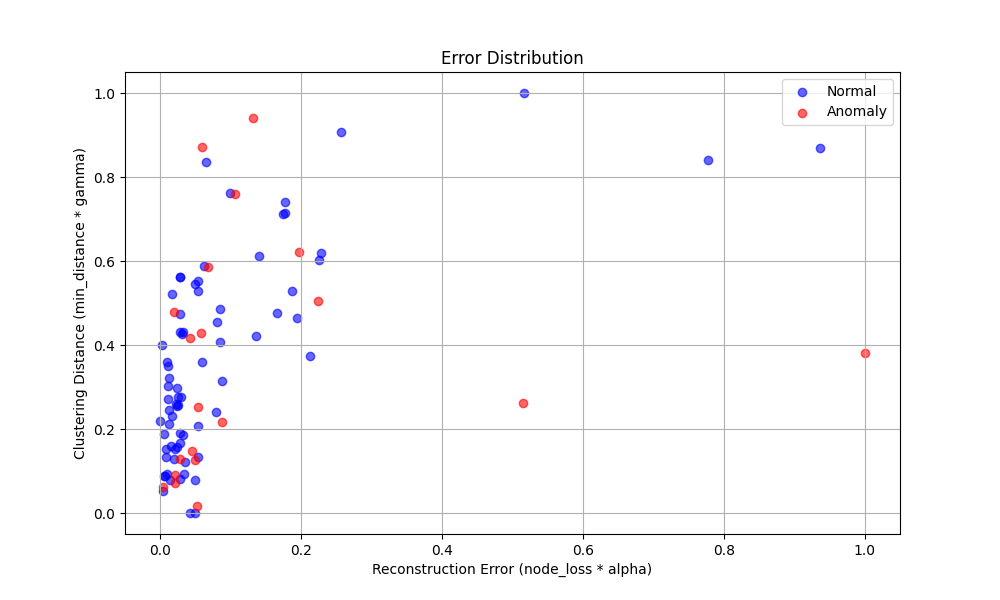 Error Distribution
Normal
Anomaly
1.0
0.8
0.6
0.4
0.2
0.0
Clustering Distance (min_distance * gamma)
0.0 0.2 0.4 0.6 0.8 1.0
Reconstruction Error (node_loss * alpha)